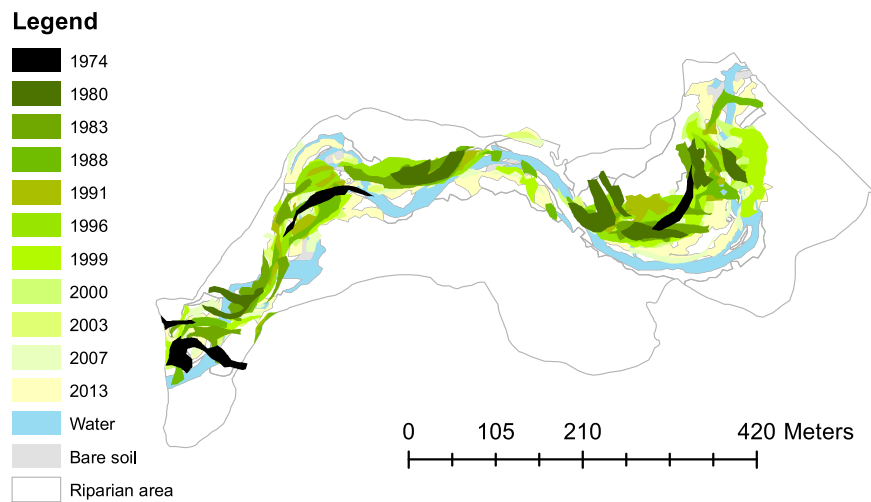 Legend
1974
1980
1983
1988
1991
1996
1999
2000
2003
2007
2013
Water
Bare soil
Riparian area
0 105 210 420 Meters